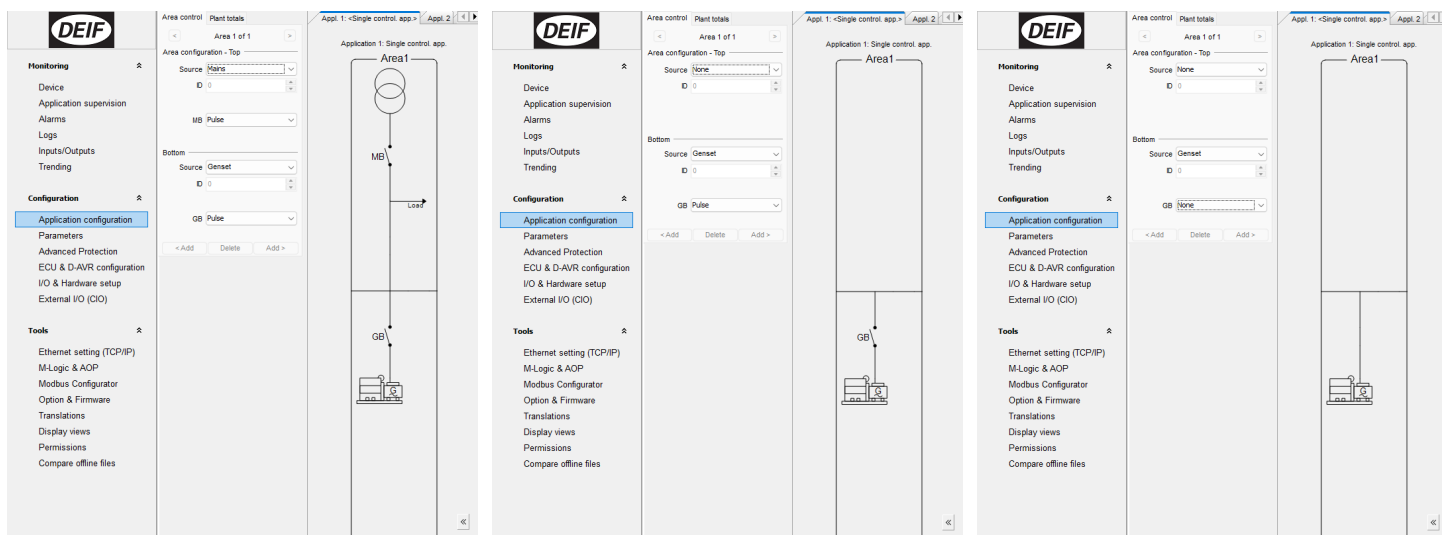 DEIF
Monitoring
Device
Application supervision
Alarms
Logs
Inputs/Outputs
Trending
Configuration
Application configuration
Parameters
Advanced Protection
ECU & D-AVR configuration
I/O & Hardware setup
External I/O (CIO)
Tools
Ethernet setting (TCP/IP)
M-Logic & AOP
Modbus Configurator
Option & Firmware
Translations
Display views
Permissions
Compare offline files
Area control Plant totals
< Area 1 of 1 >
Area configuration - Top
Source Mains
ID 0
MB Pulse
Bottom
Source Genset
ID 0
GB Pulse
< Add Delete Add >
Appl. 1: <Single control. app.> Appl. 2
Application 1: Single control. app.
Area1
MB
Load
GB
G
DEIF
Monitoring
Device
Application supervision
Alarms
Logs
Inputs/Outputs
Trending
Configuration
Application configuration
Parameters
Advanced Protection
ECU & D-AVR configuration
I/O & Hardware setup
External I/O (CIO)
Tools
Ethernet setting (TCP/IP)
M-Logic & AOP
Modbus Configurator
Option & Firmware
Translations
Display views
Permissions
Compare offline files
Area control Plant totals
< Area 1 of 1 >
Area configuration - Top
Source None
ID 0
Bottom
Source Genset
ID 0
GB Pulse
< Add Delete Add >
Appl. 1: <Single control. app.> Appl. 2
Application 1: Single control. app.
Area1
GB
G
DEIF
Monitoring
Device
Application supervision
Alarms
Logs
Inputs/Outputs
Trending
Configuration
Application configuration
Parameters
Advanced Protection
ECU & D-AVR configuration
I/O & Hardware setup
External I/O (CIO)
Tools
Ethernet setting (TCP/IP)
M-Logic & AOP
Modbus Configurator
Option & Firmware
Translations
Display views
Permissions
Compare offline files
Area control Plant totals
< Area 1 of 1 >
Area configuration - Top
Source None
ID 0
Bottom
Source Genset
ID 0
GB None
< Add Delete Add >
Appl. 1: <Single control. app.> Appl. 2
Application 1: Single control. app.
Area1
G